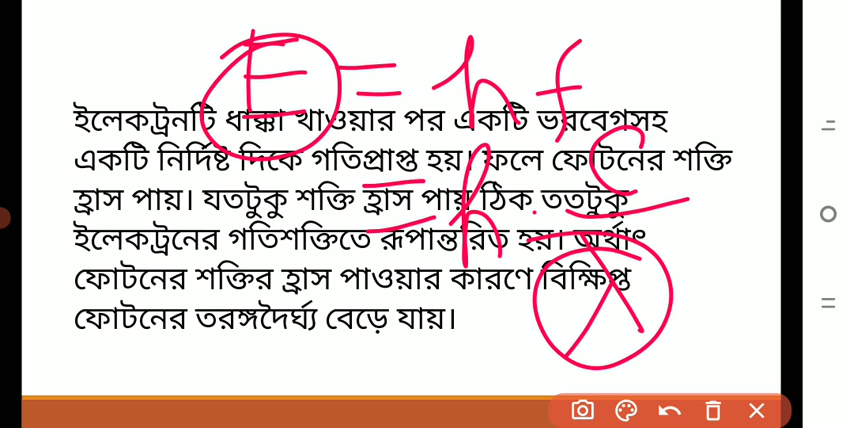 E = hf
= h c/λ
ইলেকট্রনটি ধাক্কা খাওয়ার পর একটি ভরবেগসহ
একটি নির্দিষ্ট দিকে গতিপ্রাপ্ত হয়। ফলে ফোটনের শক্তি
হ্রাস পায়। যতটুকু শক্তি হ্রাস পায় ঠিক ততটুকু
ইলেকট্রনের গতিশক্তিতে রূপান্তরিত হয়। অর্থাৎ
ফোটনের শক্তির হ্রাস পাওয়ার কারণে বিক্ষিপ্ত
ফোটনের তরঙ্গদৈর্ঘ্য বেড়ে যায়।